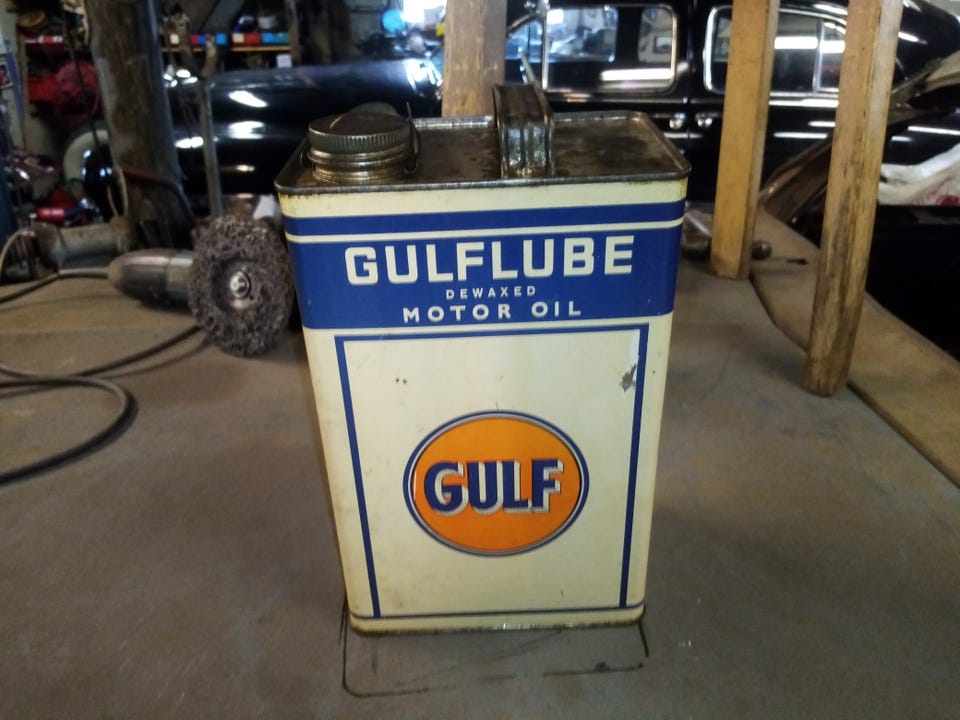 GULFLUBE
DEWAXED
MOTOR OIL
GULF